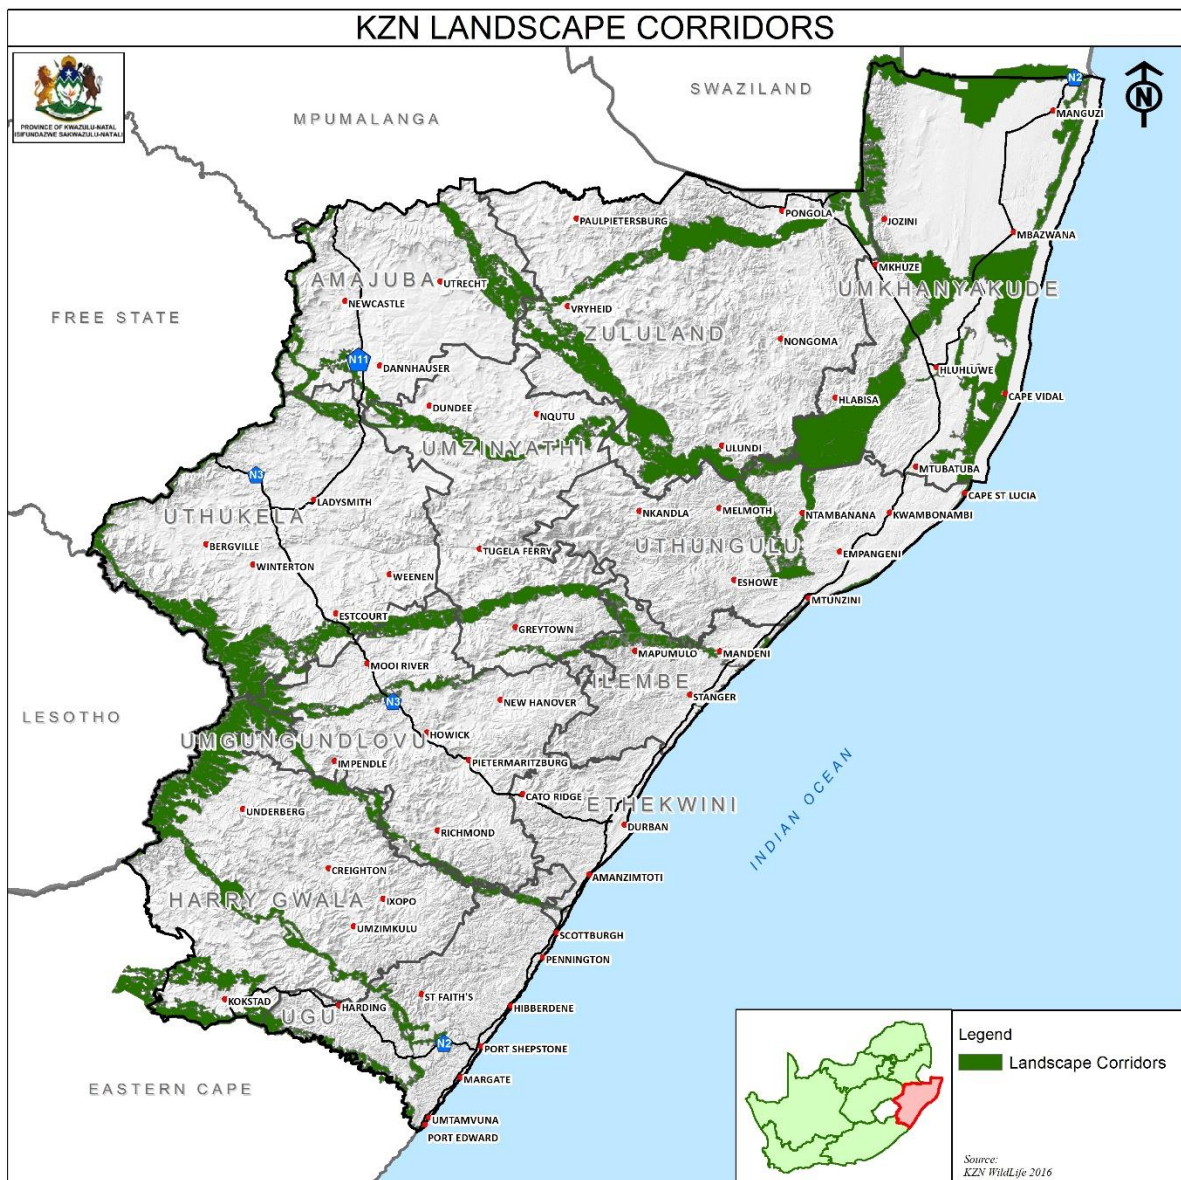 KZN LANDSCAPE CORRIDORS
PROVINCE OF KWAZULU-NATAL
ISIFUNDAZWE SAKWAZULU-NATALI
SWAZILAND
MPUMALANGA
N2
N
MANGUZI
PAULPIETERSBURG
PONGOLA
JOZINI
MBAZWANA
MKHUZE
AMAJUBA
UTRECHT
UMKHANYAKUDE
NEWCASTLE
VRYHEID
FREE STATE
ZULULAND
NONGOMA
N11
DANNHAUSER
HLUHLUWE
CAPE VIDAL
HLABISA
DUNDEE
NQUTU
UMZINYATHI
ULUNDI
MTUBATUBA
N3
CAPE ST LUCIA
LADYSMITH
UTHUKELA
NKANDLA
MELMOTH
NTAMBANANA
KWAMBONAMBI
BERGVILLE
TUGELA FERRY
UTHUNGULU
EMPANGENI
WINTERTON
WEENEN
ESHOWE
MTUNZINI
ESTCOURT
GREYTOWN
MAPUMULO
MANDENI
MOOI RIVER
ILEMBE
STANGER
N3
NEW HANOVER
LESOTHO
HOWICK
UMGUNGUNDLOVU
IMPENDLE
PIETERMARITZBURG
CATO RIDGE
ETHEKWINI
UNDERBERG
DURBAN
INDIAN OCEAN
RICHMOND
CREIGHTON
AMANZIMTOTI
HARRY GWALA
IXOPO
UMZIMKULU
SCOTTBURGH
PENNINGTON
KOKSTAD
ST FAITH'S
HARDING
HIBBERDENE
UGU
N2
PORT SHEPSTONE
MARGATE
EASTERN CAPE
UMTAMVUNA
PORT EDWARD
Legend
Landscape Corridors
Source:
KZN WildLife 2016